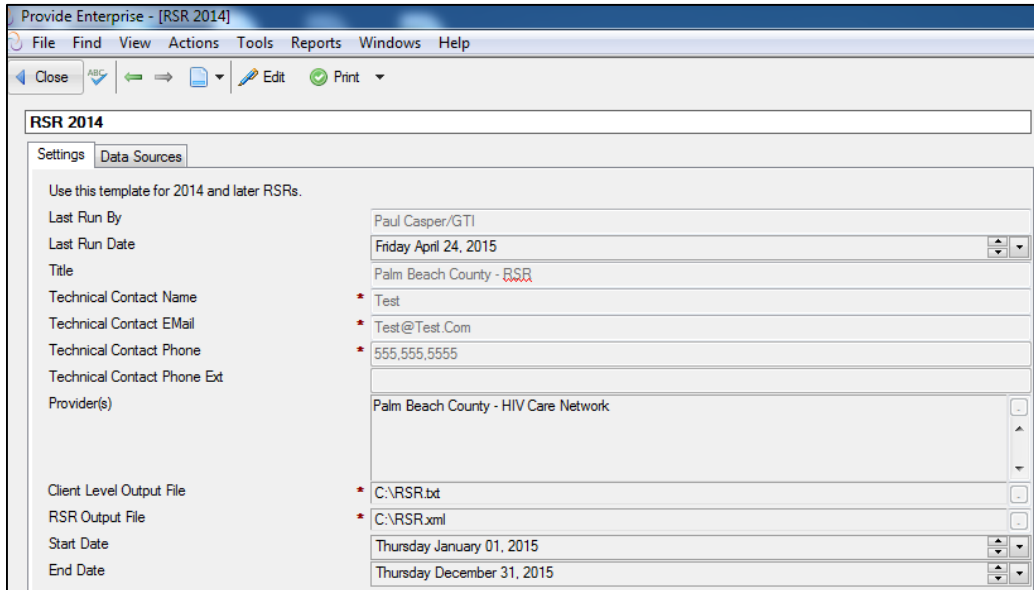 Provide Enterprise - [RSR 2014]
File Find View Actions Tools Reports Windows Help
Close ABC Edit Print
RSR 2014
Settings Data Sources
Use this template for 2014 and later RSRs.
Last Run By Paul Casper/GTI
Last Run Date Friday April 24, 2015
Title Palm Beach County - RSR
Technical Contact Name * Test
Technical Contact EMail * Test@Test.Com
Technical Contact Phone * 555,555,5555
Technical Contact Phone Ext
Provider(s) Palm Beach County - HIV Care Network
Client Level Output File * C:\RSR.txt
RSR Output File * C:\RSR.xml
Start Date Thursday January 01, 2015
End Date Thursday December 31, 2015